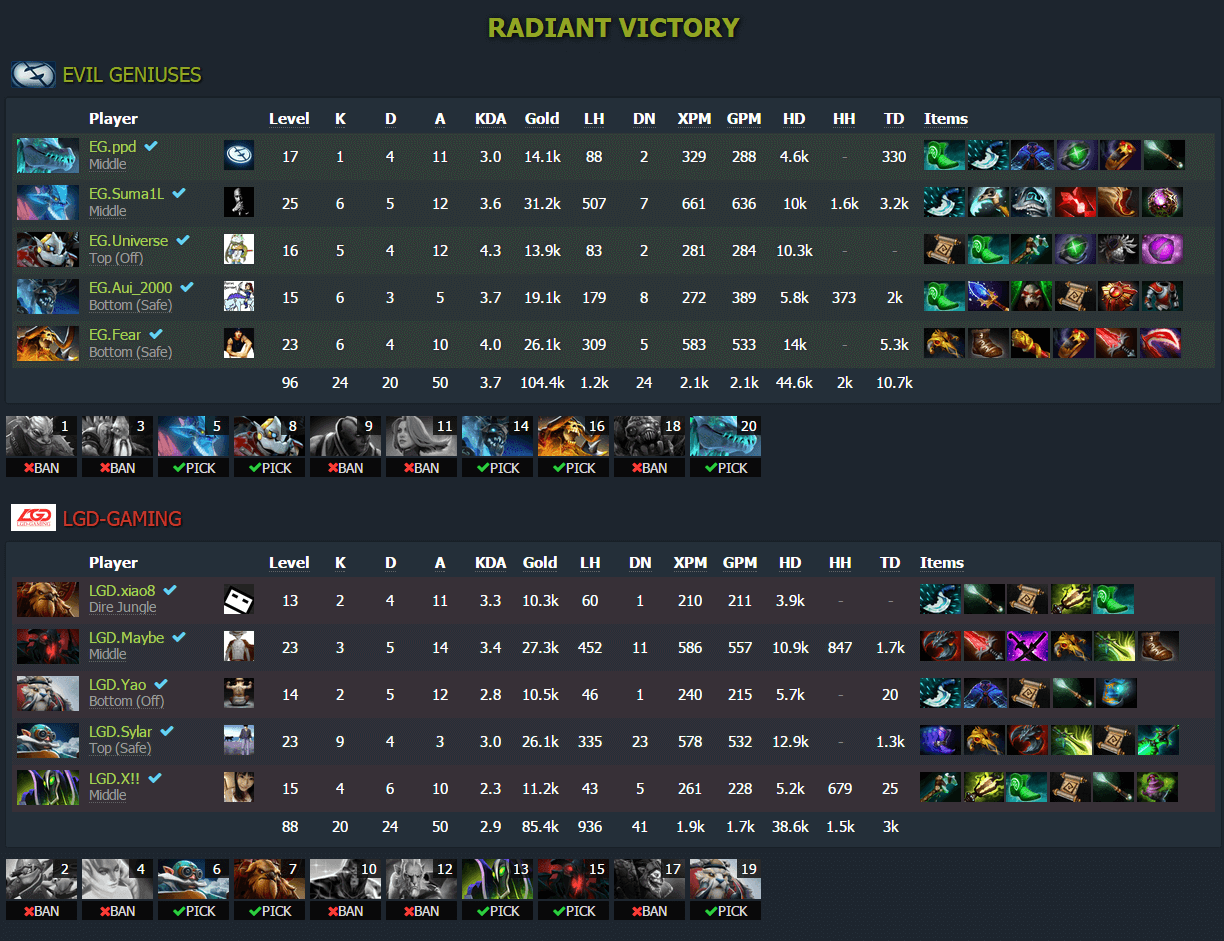 RADIANT VICTORY
EVIL GENIUSES
Player Level K D A KDA Gold LH DN XPM GPM HD HH TD Items
EG.ppd 17 1 4 11 3.0 14.1k 88 2 329 288 4.6k - 330
Middle
EG.Suma1L 25 6 5 12 3.6 31.2k 507 7 661 636 10k 1.6k 3.2k
Middle
EG.Universe 16 5 4 12 4.3 13.9k 83 2 281 284 10.3k - -
Top (Off)
EG.Aui_2000 15 6 3 5 3.7 19.1k 179 8 272 389 5.8k 373 2k
Bottom (Safe)
EG.Fear 23 6 4 10 4.0 26.1k 309 5 583 533 14k - 5.3k
Bottom (Safe)
96 24 20 50 3.7 104.4k 1.2k 24 2.1k 2.1k 44.6k 2k 10.7k
1 3 5 8 9 11 14 16 18 20
BAN BAN PICK PICK BAN BAN PICK PICK BAN PICK
LGD LGD-GAMING
LGD-GAMING
Player Level K D A KDA Gold LH DN XPM GPM HD HH TD Items
LGD.xiao8 13 2 4 11 3.3 10.3k 60 1 210 211 3.9k - -
Dire Jungle
LGD.Maybe 23 3 5 14 3.4 27.3k 452 11 586 557 10.9k 847 1.7k
Middle
LGD.Yao 14 2 5 12 2.8 10.5k 46 1 240 215 5.7k - 20
Bottom (Off)
LGD.Sylar 23 9 4 3 3.0 26.1k 335 23 578 532 12.9k - 1.3k
Top (Safe)
LGD.X!! 15 4 6 10 2.3 11.2k 43 5 261 228 5.2k 679 25
Middle
88 20 24 50 2.9 85.4k 936 41 1.9k 1.7k 38.6k 1.5k 3k
2 4 6 7 10 12 13 15 17 19
BAN BAN PICK PICK BAN BAN PICK PICK BAN PICK